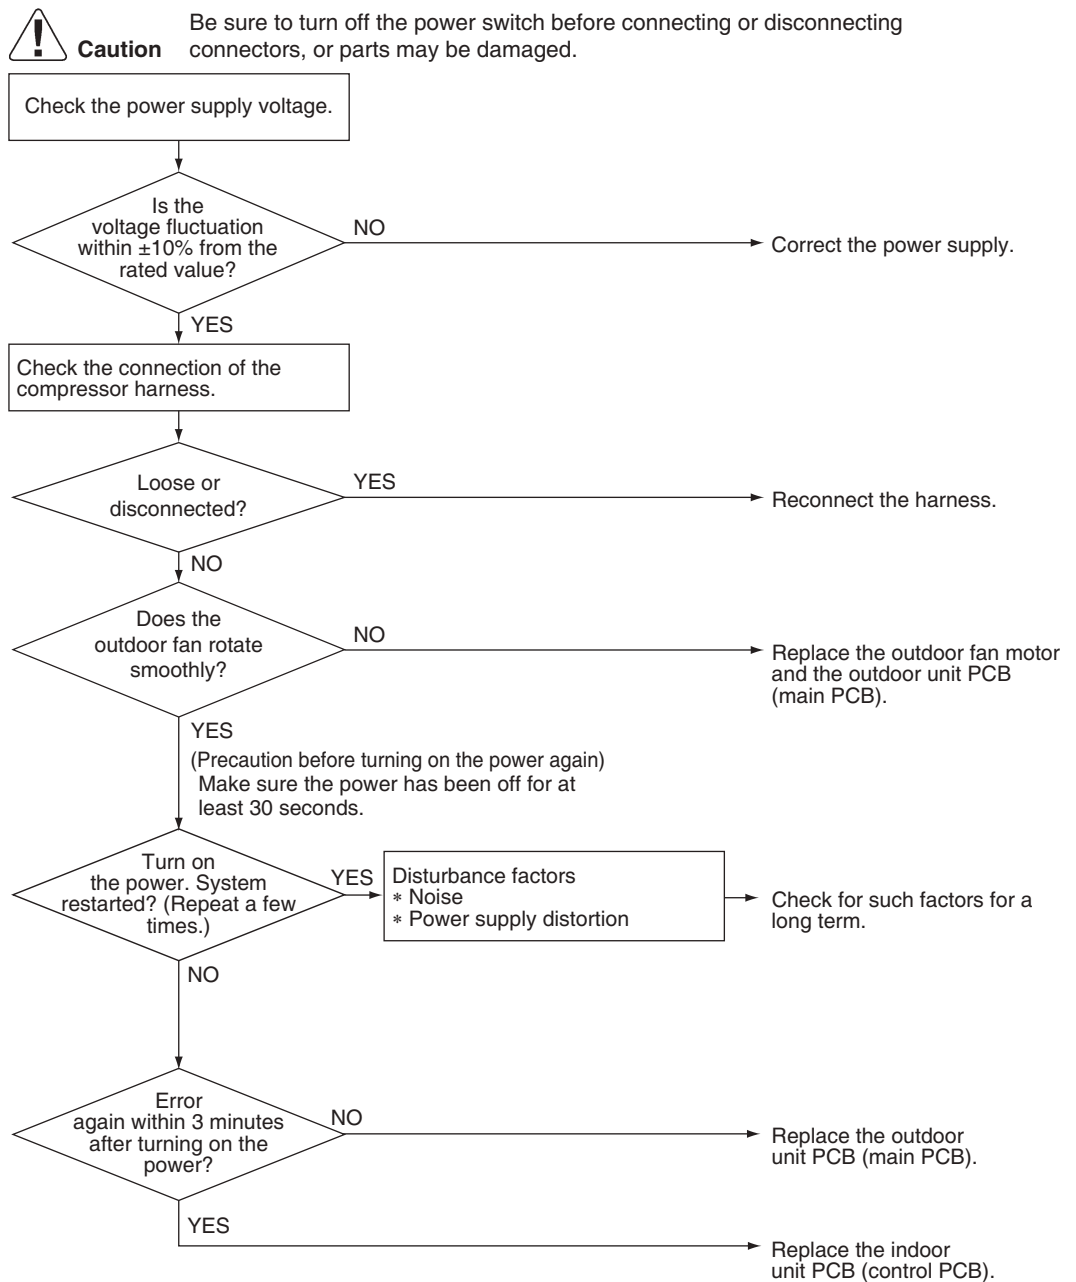 Be sure to turn off the power switch before connecting or disconnecting
Caution connectors, or parts may be damaged.
Check the power supply voltage.
Is the
voltage fluctuation
within ±10% from the
rated value?
NO
Correct the power supply.
YES
Check the connection of the
compressor harness.
Loose or
disconnected?
YES
Reconnect the harness.
NO
Does the
outdoor fan rotate
smoothly?
NO
Replace the outdoor fan motor
and the outdoor unit PCB
(main PCB).
YES
(Precaution before turning on the power again)
Make sure the power has been off for at
least 30 seconds.
Turn on
the power. System
restarted? (Repeat a few
times.)
YES
Disturbance factors
∗ Noise
∗ Power supply distortion
Check for such factors for a
long term.
NO
Error
again within 3 minutes
after turning on the
power?
NO
Replace the outdoor
unit PCB (main PCB).
YES
Replace the indoor
unit PCB (control PCB).